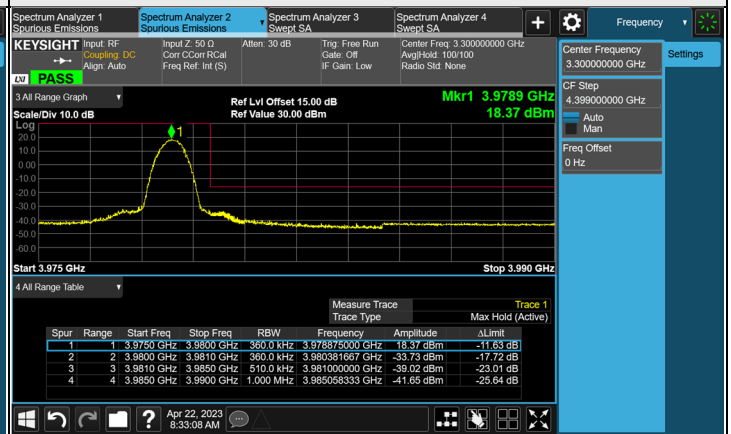 Spectrum Analyzer 1
Spurious Emissions
Spectrum Analyzer 2
Spurious Emissions
Spectrum Analyzer 3
Swept SA
Spectrum Analyzer 4
Swept SA
+
Frequency
KEYSIGHT
LXI PASS
Input: RF
Coupling: DC
Align: Auto
Input Z: 50 Ω
Corr CCorr RCal
Freq Ref: Int (S)
Atten: 30 dB
Trig: Free Run
Gate: Off
IF Gain: Low
Center Freq: 3.300000000 GHz
Avg|Hold: 100/100
Radio Std: None
Center Frequency
3.300000000 GHz
Settings
CF Step
4.399000000 GHz
Auto
Man
Freq Offset
0 Hz
3 All Range Graph
Scale/Div 10.0 dB
Ref Lvl Offset 15.00 dB
Ref Value 30.00 dBm
Mkr1 3.9789 GHz
18.37 dBm
Log
1
20.0
10.0
0.00
-10.0
-20.0
-30.0
-40.0
-50.0
-60.0
Start 3.975 GHz
Stop 3.990 GHz
4 All Range Table
Measure Trace Trace 1
Trace Type Max Hold (Active)
Spur Range Start Freq Stop Freq RBW Frequency Amplitude ΔLimit
1 1 3.9750 GHz 3.9800 GHz 360.0 kHz 3.978875000 GHz 18.37 dBm -11.63 dB
2 2 3.9800 GHz 3.9810 GHz 360.0 kHz 3.980381667 GHz -33.73 dBm -17.72 dB
3 3 3.9810 GHz 3.9850 GHz 510.0 kHz 3.981000000 GHz -39.02 dBm -23.01 dB
4 4 3.9850 GHz 3.9900 GHz 1.000 MHz 3.985058333 GHz -41.65 dBm -25.64 dB
?
Apr 22, 2023
8:33:08 AM